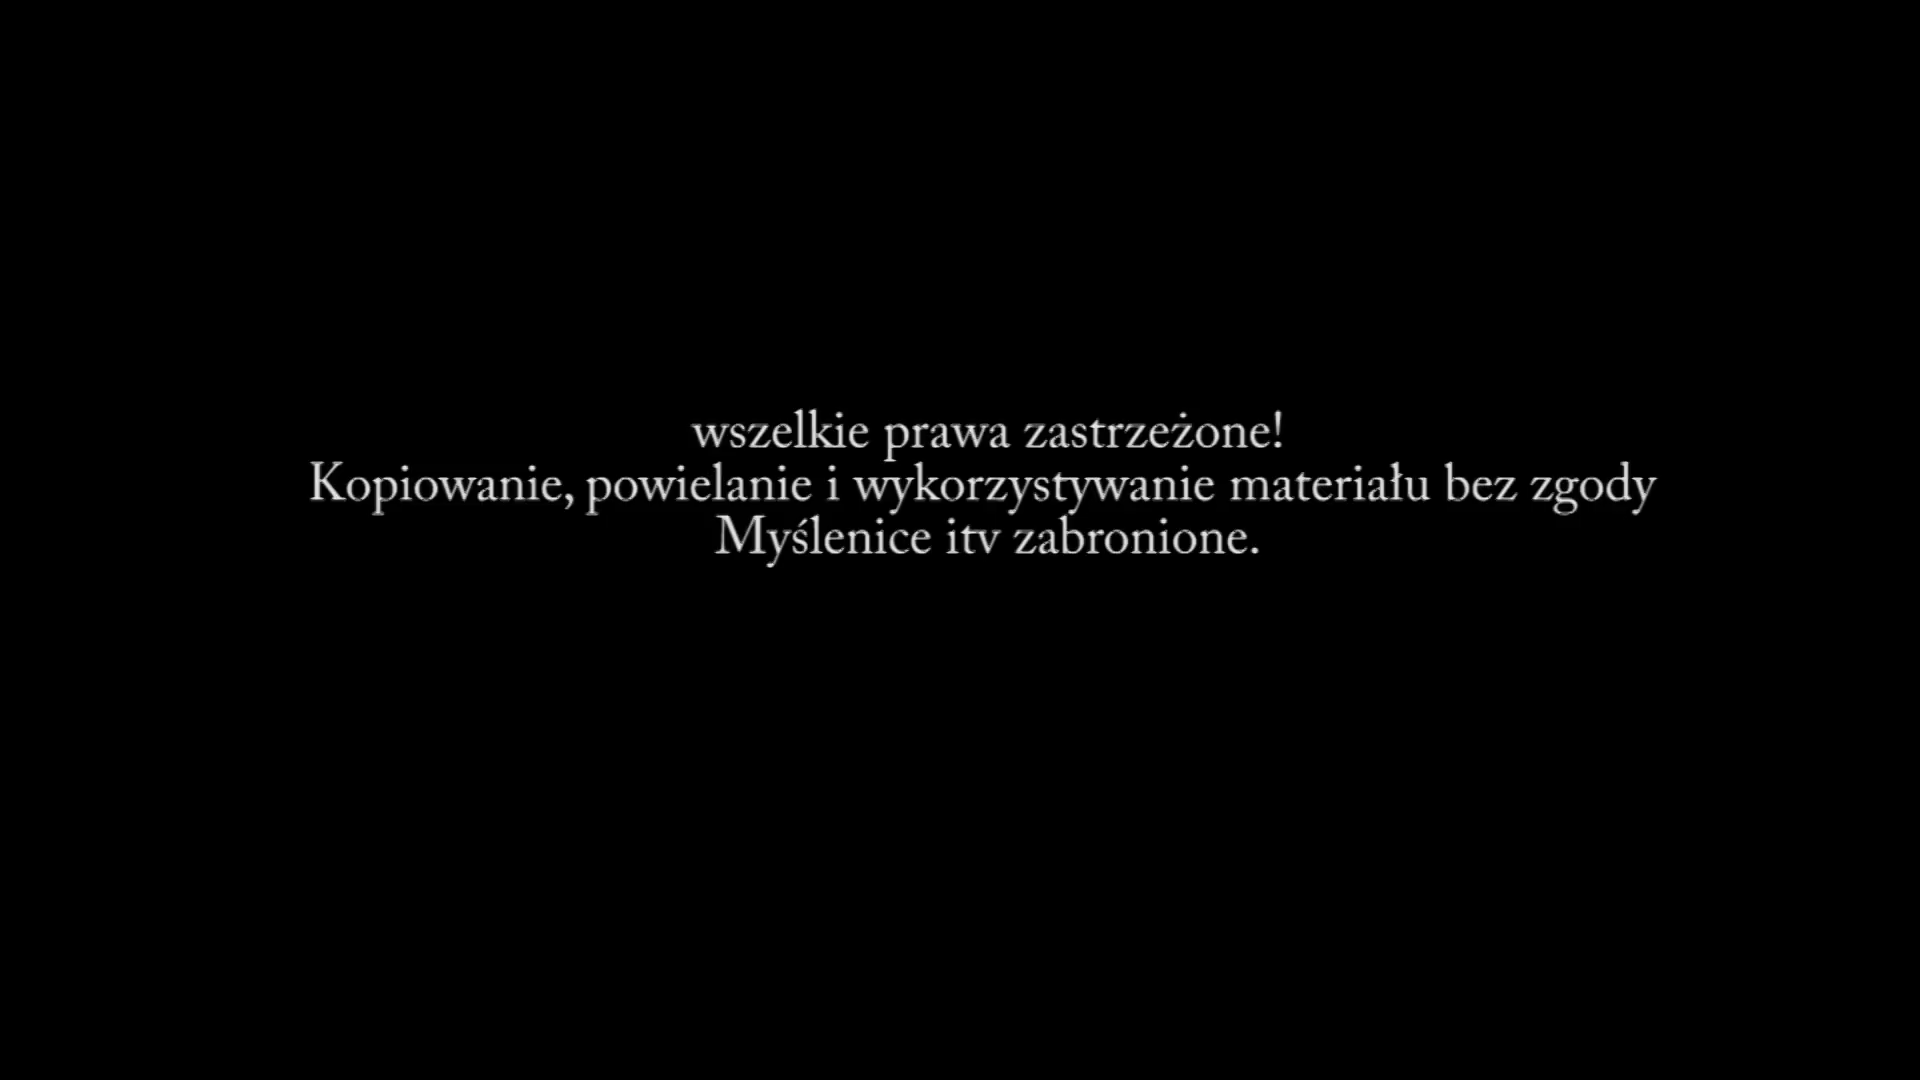 wszelkie prawa zastrzeżone!
Kopiowanie, powielanie i wykorzystywanie materiału bez zgody
Myślenice itv zabronione.